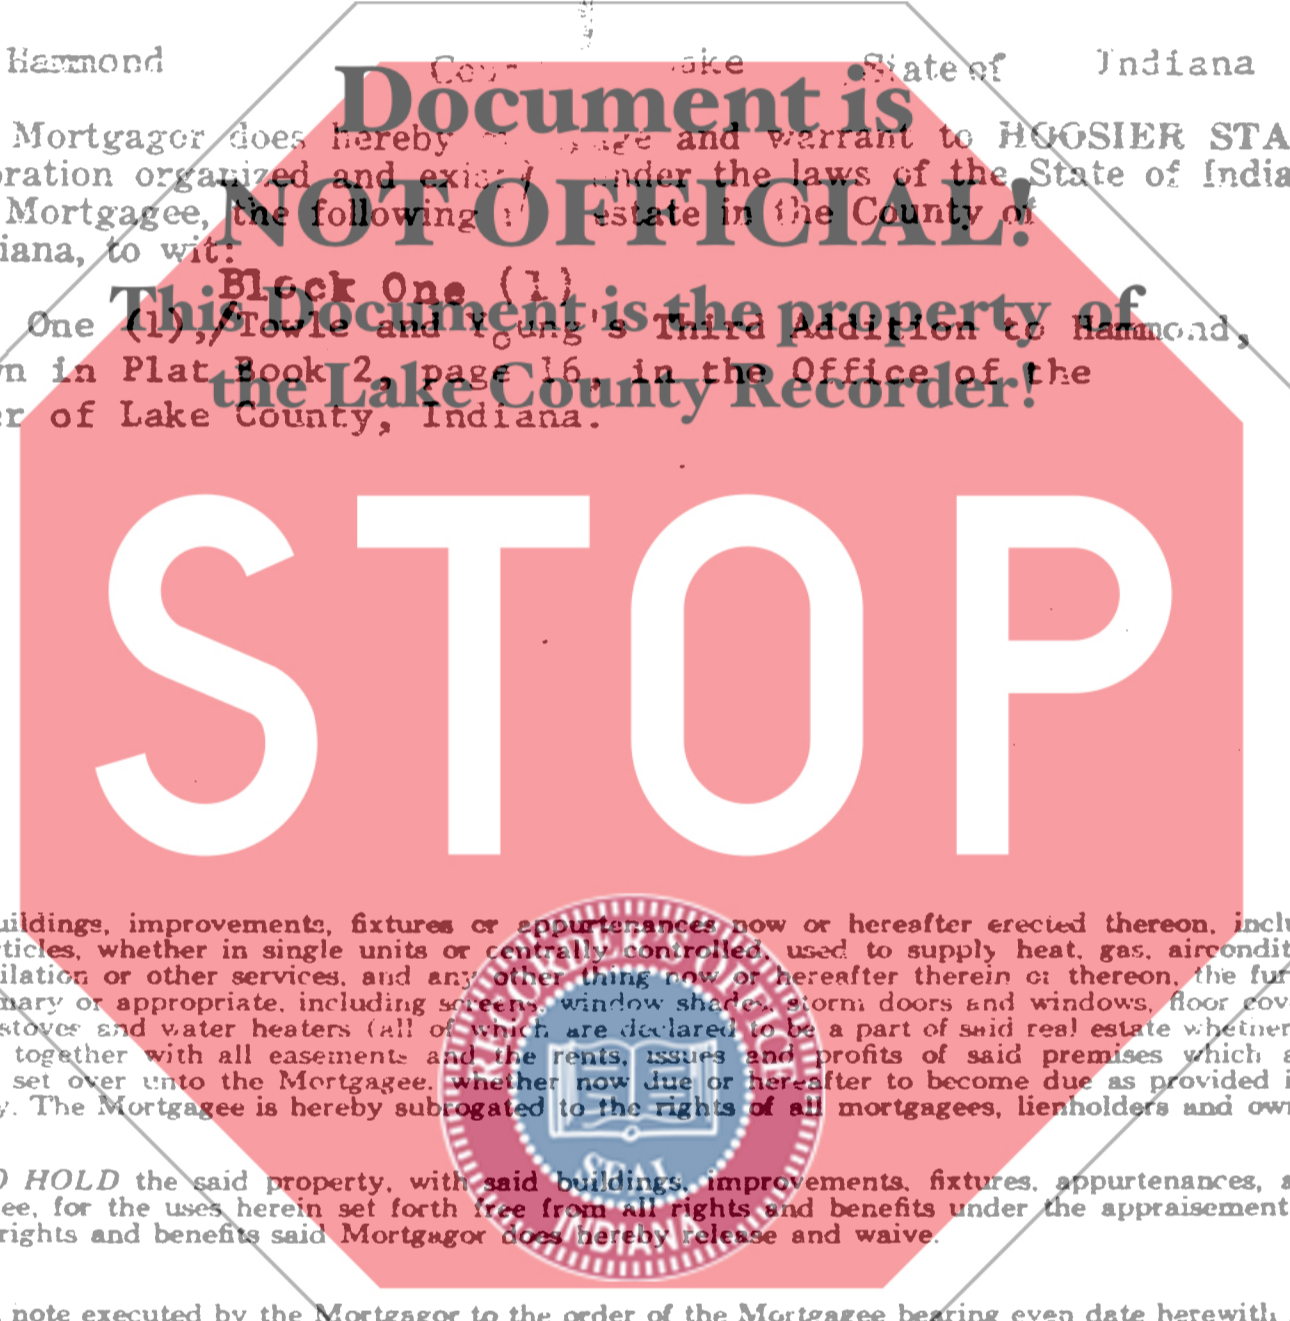 Hammond State of Indiana
Document is
Mortgagor does hereby and warrant to HOOSIER STA
oration organized and under the laws of the State of India
NOT OFFICIAL!
Mortgagee, the following estate in the County of
iana, to wit:
Block One (1)
This Document is the property of
One (1),/Towle and Young's Third Addition to Hammond,
n in Plat Book 2, page 16, in the Office of the
the Lake County Recorder!
er of Lake County, Indiana.
STOP
uildings, improvements, fixtures or appurtenances now or hereafter erected thereon, inclu
rticles, whether in single units or centrally controlled, used to supply heat, gas, aircondit
ilation or other services, and any other thing now or hereafter therein or thereon, the fur
mary or appropriate, including screens, window shades, storm doors and windows, floor cov
stoves and water heaters (all of which are declared to be a part of said real estate whether
together with all easements and the rents, issues and profits of said premises which a
set over unto the Mortgagee, whether now due or hereafter to become due as provided i
y. The Mortgagee is hereby subrogated to the rights of all mortgagees, lienholders and own
RECORDER'S OFFICE
SEAL
INDIANA
O HOLD the said property, with said buildings, improvements, fixtures, appurtenances, a
ee, for the uses herein set forth free from all rights and benefits under the appraisement
rights and benefits said Mortgagor does hereby release and waive.
note executed by the Mortgagor to the order of the Mortgagee bearing even date herewith